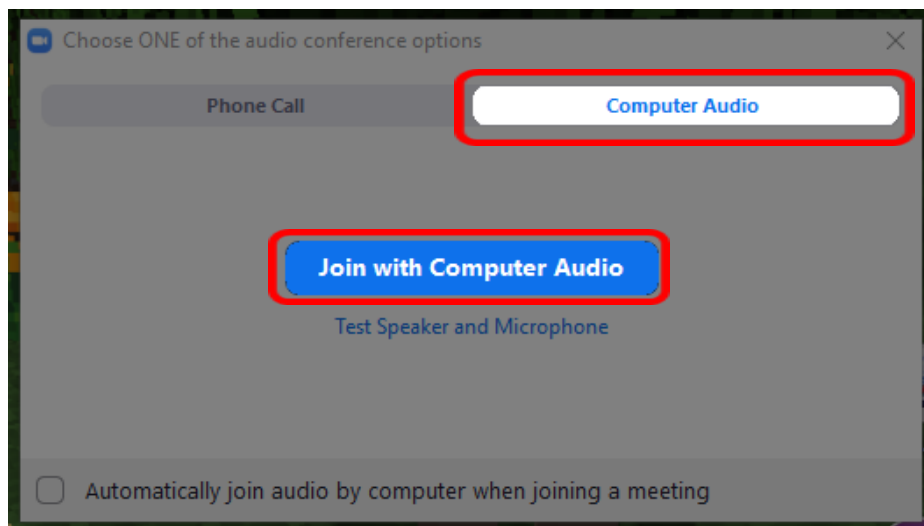 Choose ONE of the audio conference options
Phone Call
Computer Audio
Join with Computer Audio
Test Speaker and Microphone
Automatically join audio by computer when joining a meeting